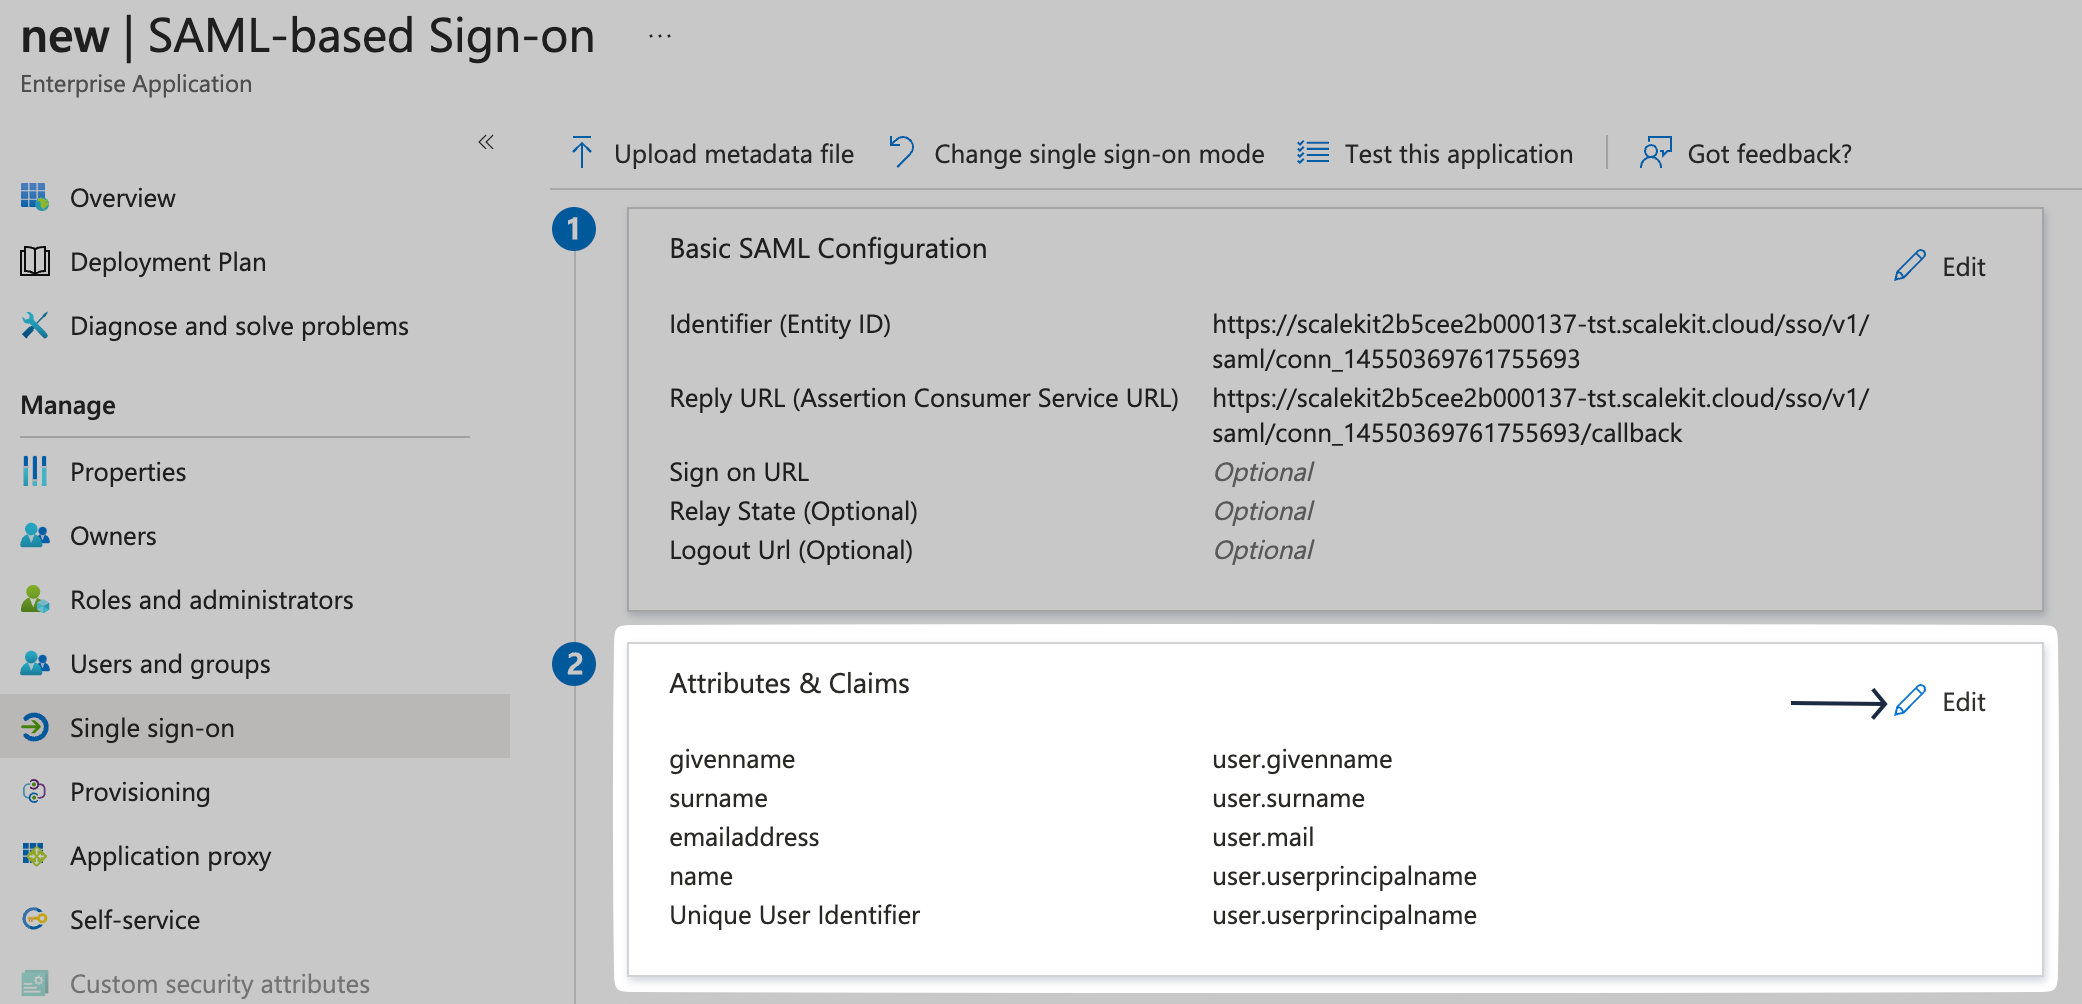 new | SAML-based Sign-on ...
Enterprise Application
Overview
Deployment Plan
Diagnose and solve problems
Manage
Properties
Owners
Roles and administrators
Users and groups
Single sign-on
Provisioning
Application proxy
Self-service
Custom security attributes
Upload metadata file
Change single sign-on mode
Test this application
Got feedback?
1
Basic SAML Configuration
Edit
Identifier (Entity ID)
https://scalekit2b5cee2b000137-tst.scalekit.cloud/sso/v1/
saml/conn_14550369761755693
Reply URL (Assertion Consumer Service URL)
https://scalekit2b5cee2b000137-tst.scalekit.cloud/sso/v1/
saml/conn_14550369761755693/callback
Sign on URL
Optional
Relay State (Optional)
Optional
Logout Url (Optional)
Optional
2
Attributes & Claims
Edit
givenname
user.givenname
surname
user.surname
emailaddress
user.mail
name
user.userprincipalname
Unique User Identifier
user.userprincipalname